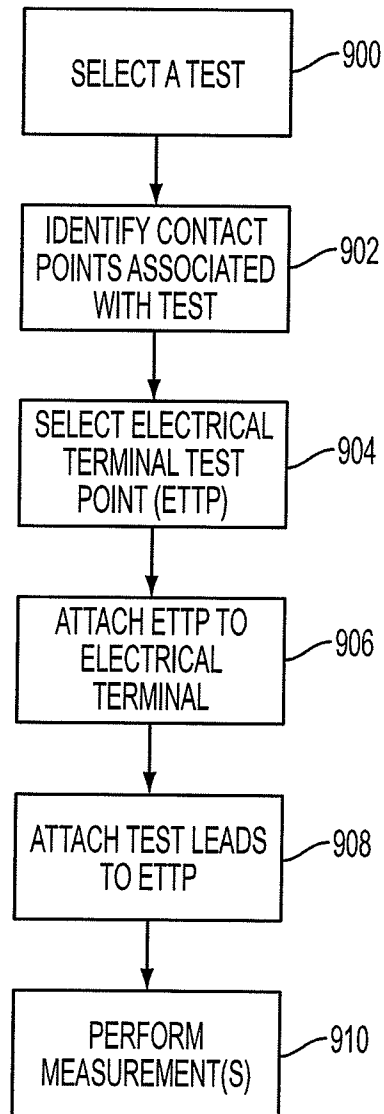 SELECT A TEST
900
IDENTIFY CONTACT
POINTS ASSOCIATED
WITH TEST
902
SELECT ELECTRICAL
TERMINAL TEST
POINT (ETTP)
904
ATTACH ETTP TO
ELECTRICAL
TERMINAL
906
ATTACH TEST LEADS
TO ETTP
908
PERFORM
MEASUREMENT(S)
910